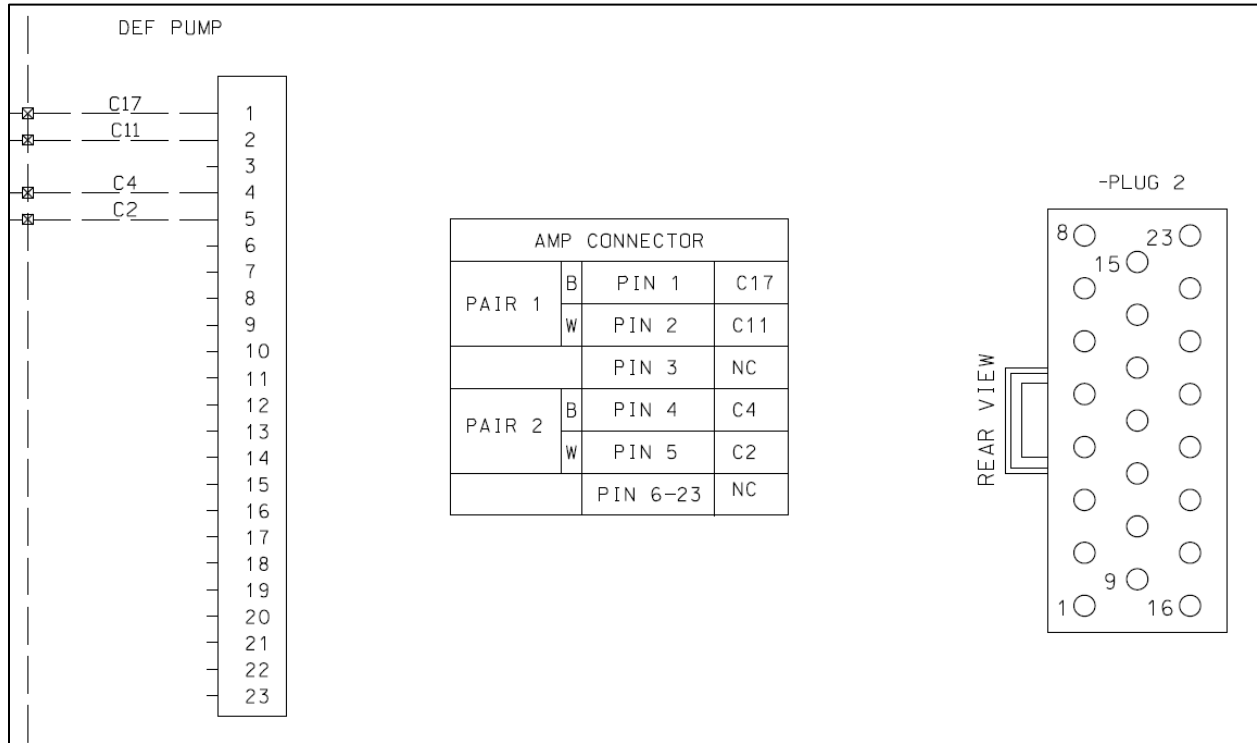 DEF PUMP
C17
C11
C4
C2
1
2
3
4
5
6
7
8
9
10
11
12
13
14
15
16
17
18
19
20
21
22
23
AMP CONNECTOR
PAIR 1 B PIN 1 C17
W PIN 2 C11
PIN 3 NC
PAIR 2 B PIN 4 C4
W PIN 5 C2
PIN 6-23 NC
-PLUG 2
8 23
15
REAR VIEW
9
1 16